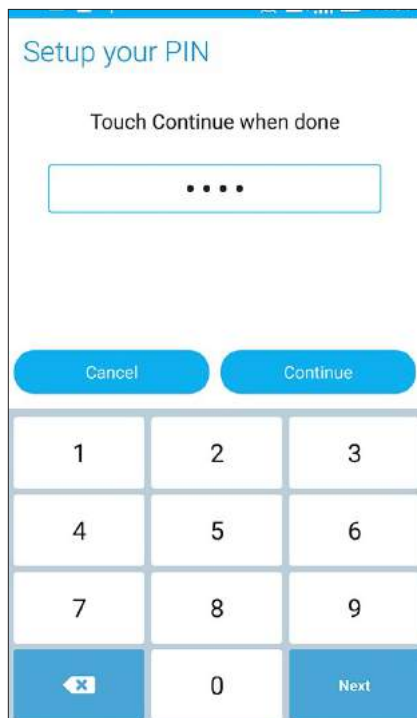 Setup your PIN
Touch Continue when done
••••
Cancel Continue
1 2 3
4 5 6
7 8 9
0 Next